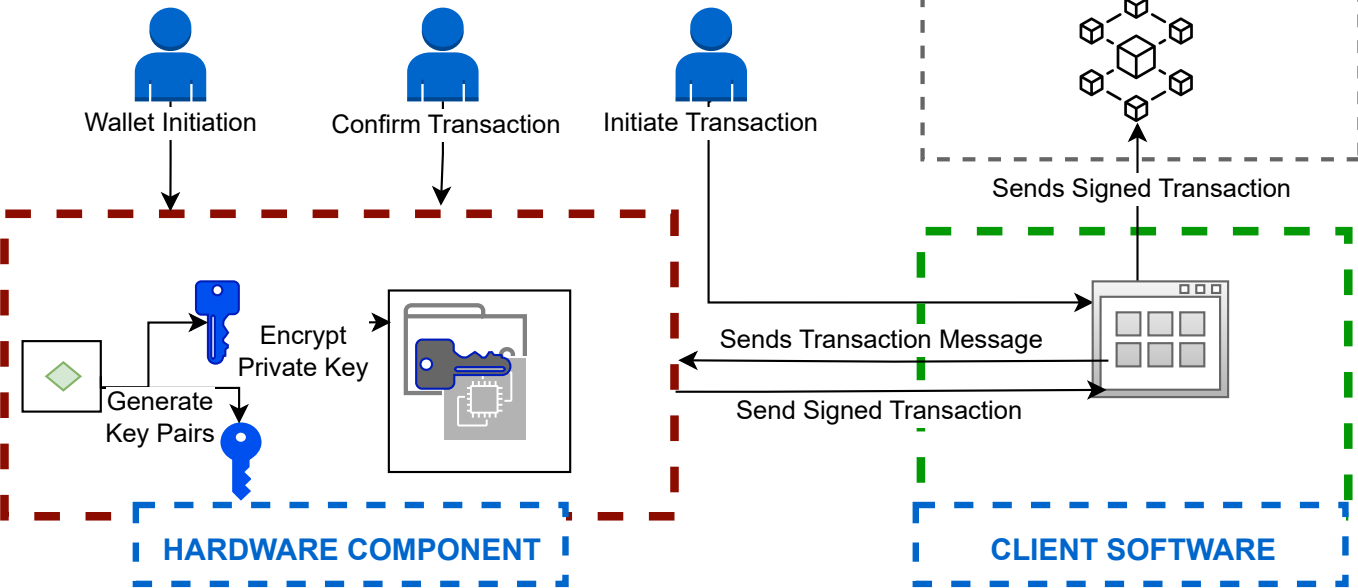 Wallet Initiation
Confirm Transaction
Initiate Transaction
Sends Signed Transaction
Encrypt
Private Key
Sends Transaction Message
Generate
Key Pairs
Send Signed Transaction
HARDWARE COMPONENT
CLIENT SOFTWARE